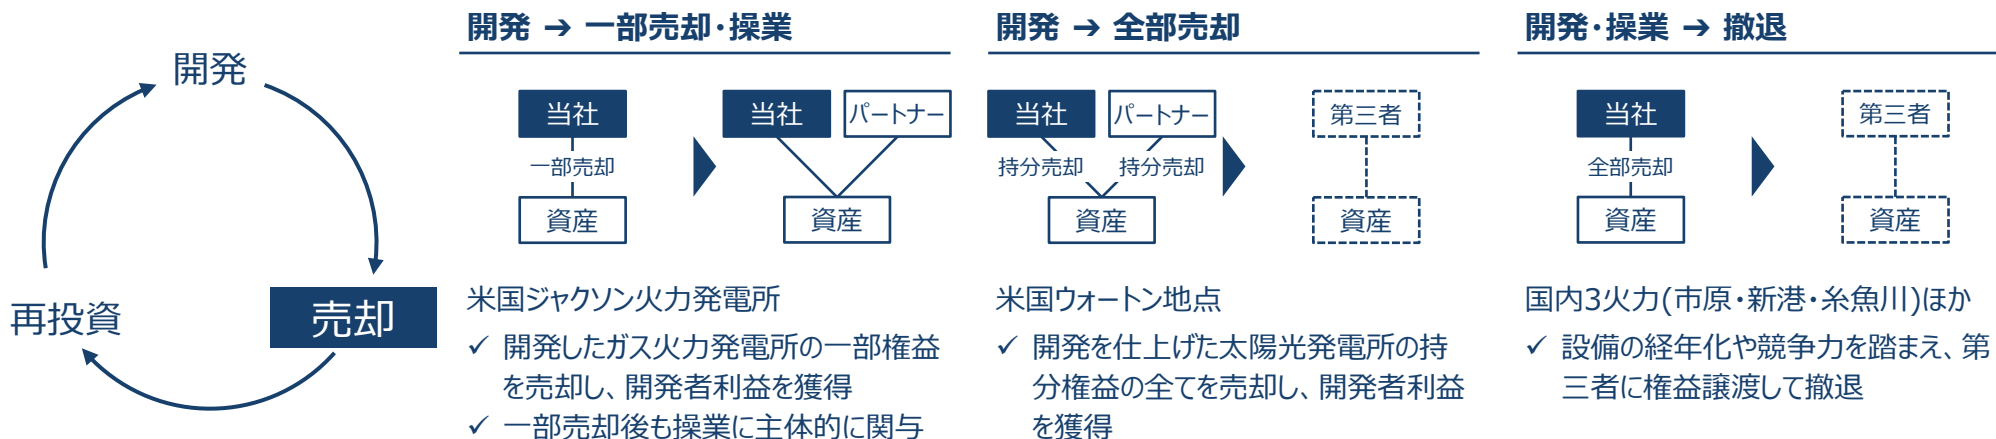 開発
売却
再投資
開発 → 一部売却・操業
当社
一部売却
資産
当社
パートナー
資産
米国ジャクソン火力発電所
✓ 開発したガス火力発電所の一部権益
を売却し、開発者利益を獲得
✓ 一部売却後も操業に主体的に関与
開発 → 全部売却
当社
パートナー
持分売却
持分売却
資産
第三者
資産
米国ウォートン地点
✓ 開発を仕上げた太陽光発電所の持
分権益の全てを売却し、開発者利益
を獲得
開発・操業 → 撤退
当社
全部売却
資産
第三者
資産
国内3火力(市原・新港・糸魚川)ほか
✓ 設備の経年化や競争力を踏まえ、第
三者に権益譲渡して撤退